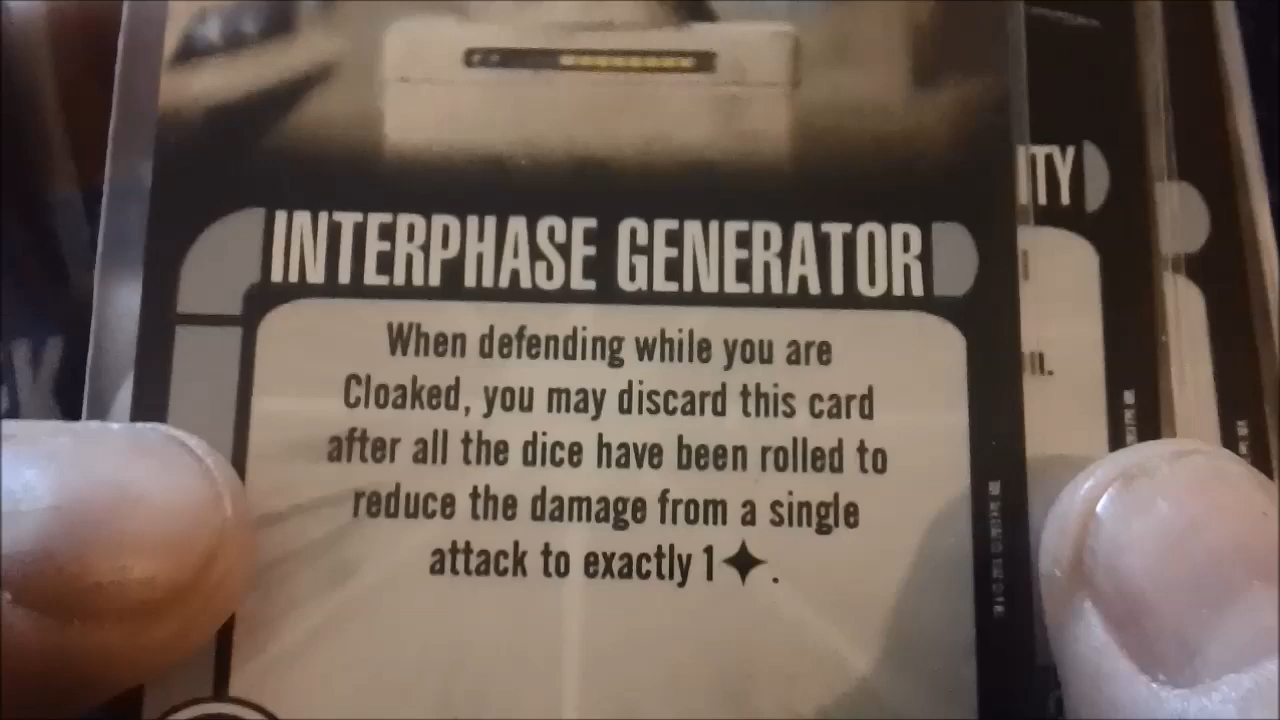 INTERPHASE GENERATOR
When defending while you are
Cloaked, you may discard this card
after all the dice have been rolled to
reduce the damage from a single
attack to exactly 1✦.
ITY